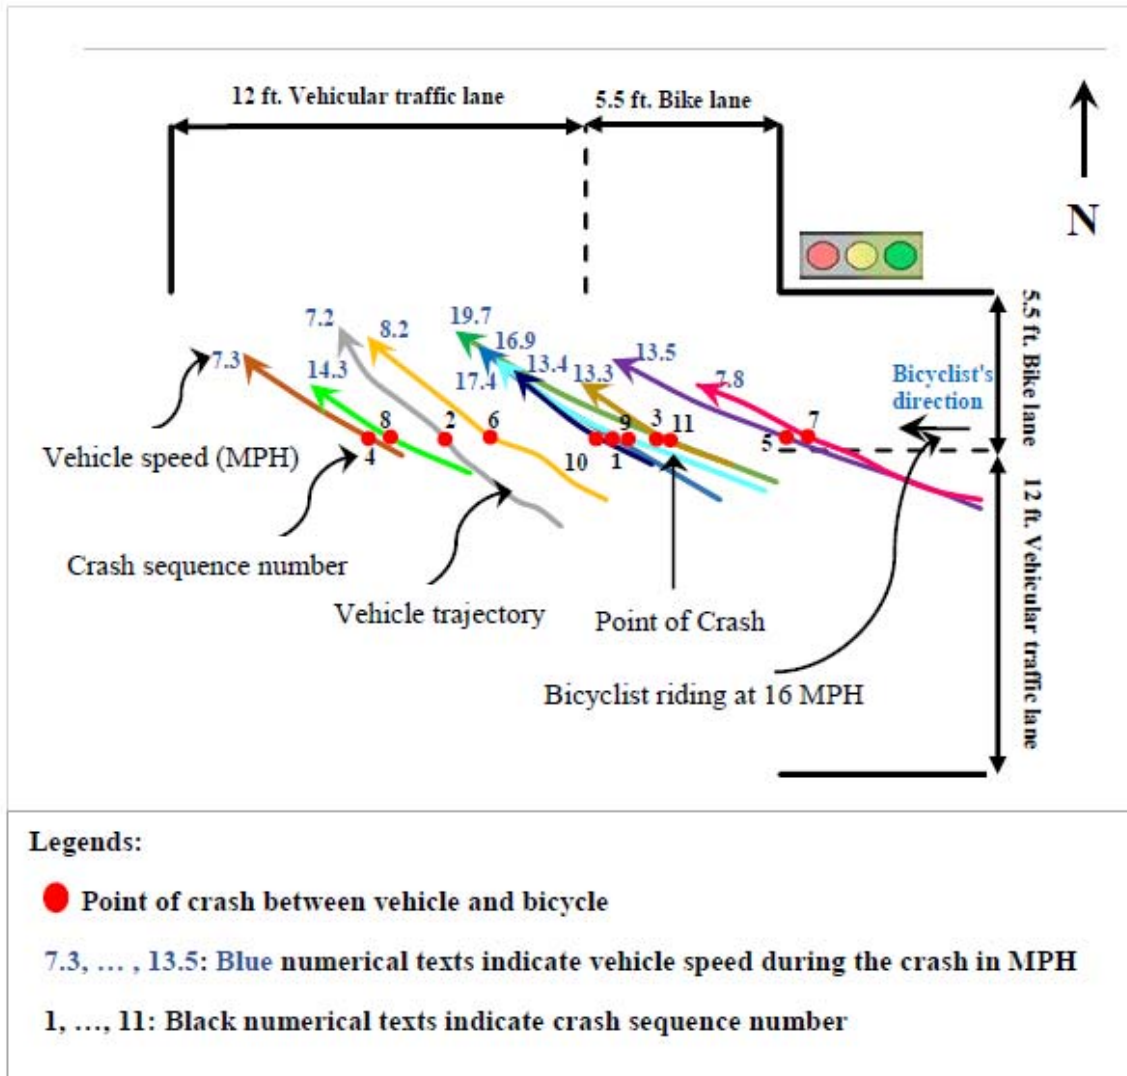 12 ft. Vehicular traffic lane
5.5 ft. Bike lane
N
5.5 ft. Bike lane
12 ft. Vehicular traffic lane
Bicyclist's
direction
7.2
8.2
19.7
16.9
13.4
17.4
13.3
13.5
7.8
7.3
14.3
8
4
2
6
10
1
9
3
11
5
7
Vehicle speed (MPH)
Crash sequence number
Vehicle trajectory
Point of Crash
Bicyclist riding at 16 MPH
Legends:
Point of crash between vehicle and bicycle
7.3, … , 13.5: Blue numerical texts indicate vehicle speed during the crash in MPH
1, …, 11: Black numerical texts indicate crash sequence number